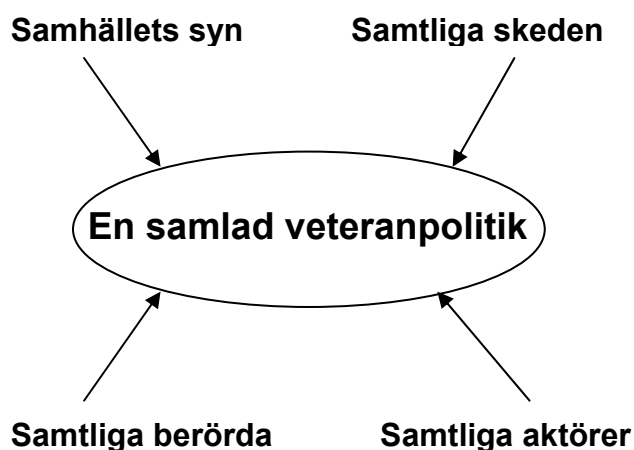 Samhällets syn
Samtliga skeden
En samlad veteranpolitik
Samtliga berörda
Samtliga aktörer